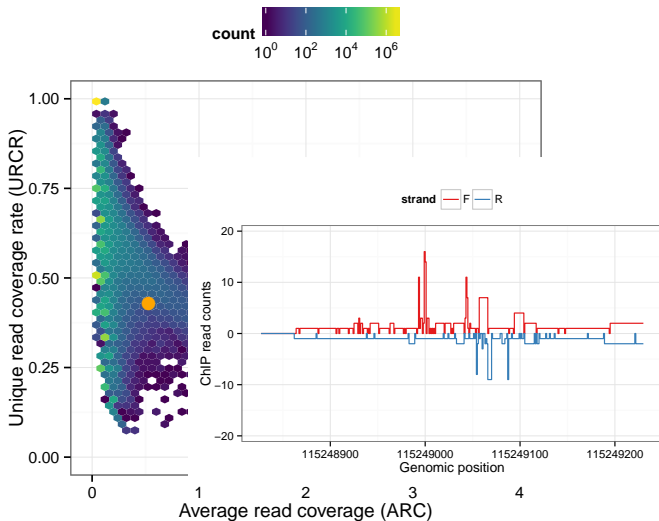 count
10^0 10^2 10^4 10^6
Unique read coverage rate (URCR)
1.00
0.75
0.50
0.25
0.00
0 1 2 3 4
Average read coverage (ARC)
strand F R
ChIP read counts
20
10
0
−10
−20
115248900 115249000 115249100 115249200
Genomic position